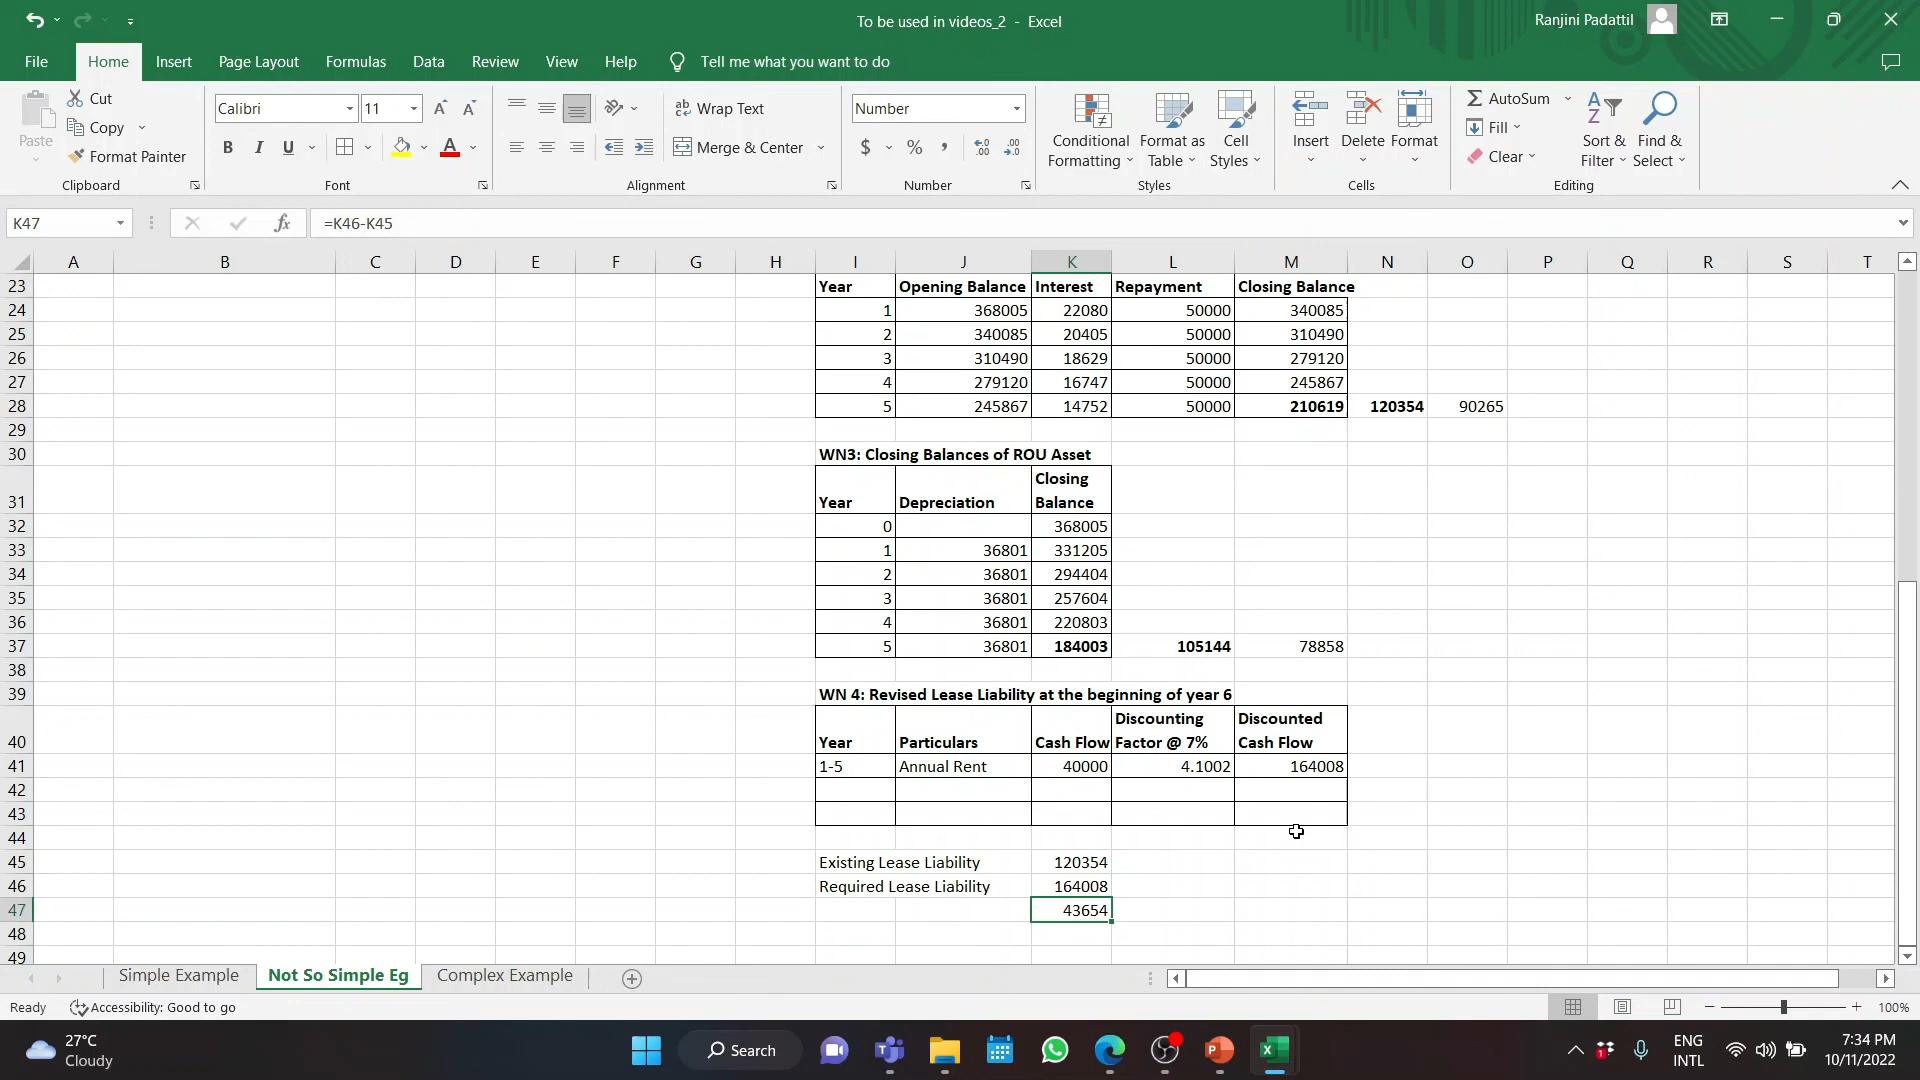 To be used in videos_2 - Excel
Ranjini Padattil
File Home Insert Page Layout Formulas Data Review View Help Tell me what you want to do
Paste
Cut
Copy
Format Painter
Clipboard
Calibri 11
B I U
Font
Wrap Text
Merge & Center
Alignment
Number
$ % ,
Number
Conditional Formatting
Format as Table
Cell Styles
Styles
Insert Delete Format
Cells
AutoSum
Fill
Clear
Sort & Filter
Find & Select
Editing
K47 fx =K46-K45
A B C D E F G H I J K L M N O P Q R S T
23 Year Opening Balance Interest Repayment Closing Balance
24 1 368005 22080 50000 340085
25 2 340085 20405 50000 310490
26 3 310490 18629 50000 279120
27 4 279120 16747 50000 245867
28 5 245867 14752 50000 210619 120354 90265
29
30 WN3: Closing Balances of ROU Asset
31 Year Depreciation Closing Balance
32 0 368005
33 1 36801 331205
34 2 36801 294404
35 3 36801 257604
36 4 36801 220803
37 5 36801 184003 105144 78858
38
39 WN 4: Revised Lease Liability at the beginning of year 6
40 Year Particulars Cash Flow Discounting Factor @ 7% Discounted Cash Flow
41 1-5 Annual Rent 40000 4.1002 164008
42
43
44
45 Existing Lease Liability 120354
46 Required Lease Liability 164008
47 43654
48
49
Simple Example Not So Simple Eg Complex Example
Ready Accessibility: Good to go 100%
27°C
Cloudy
Search
ENG
INTL
7:34 PM
10/11/2022